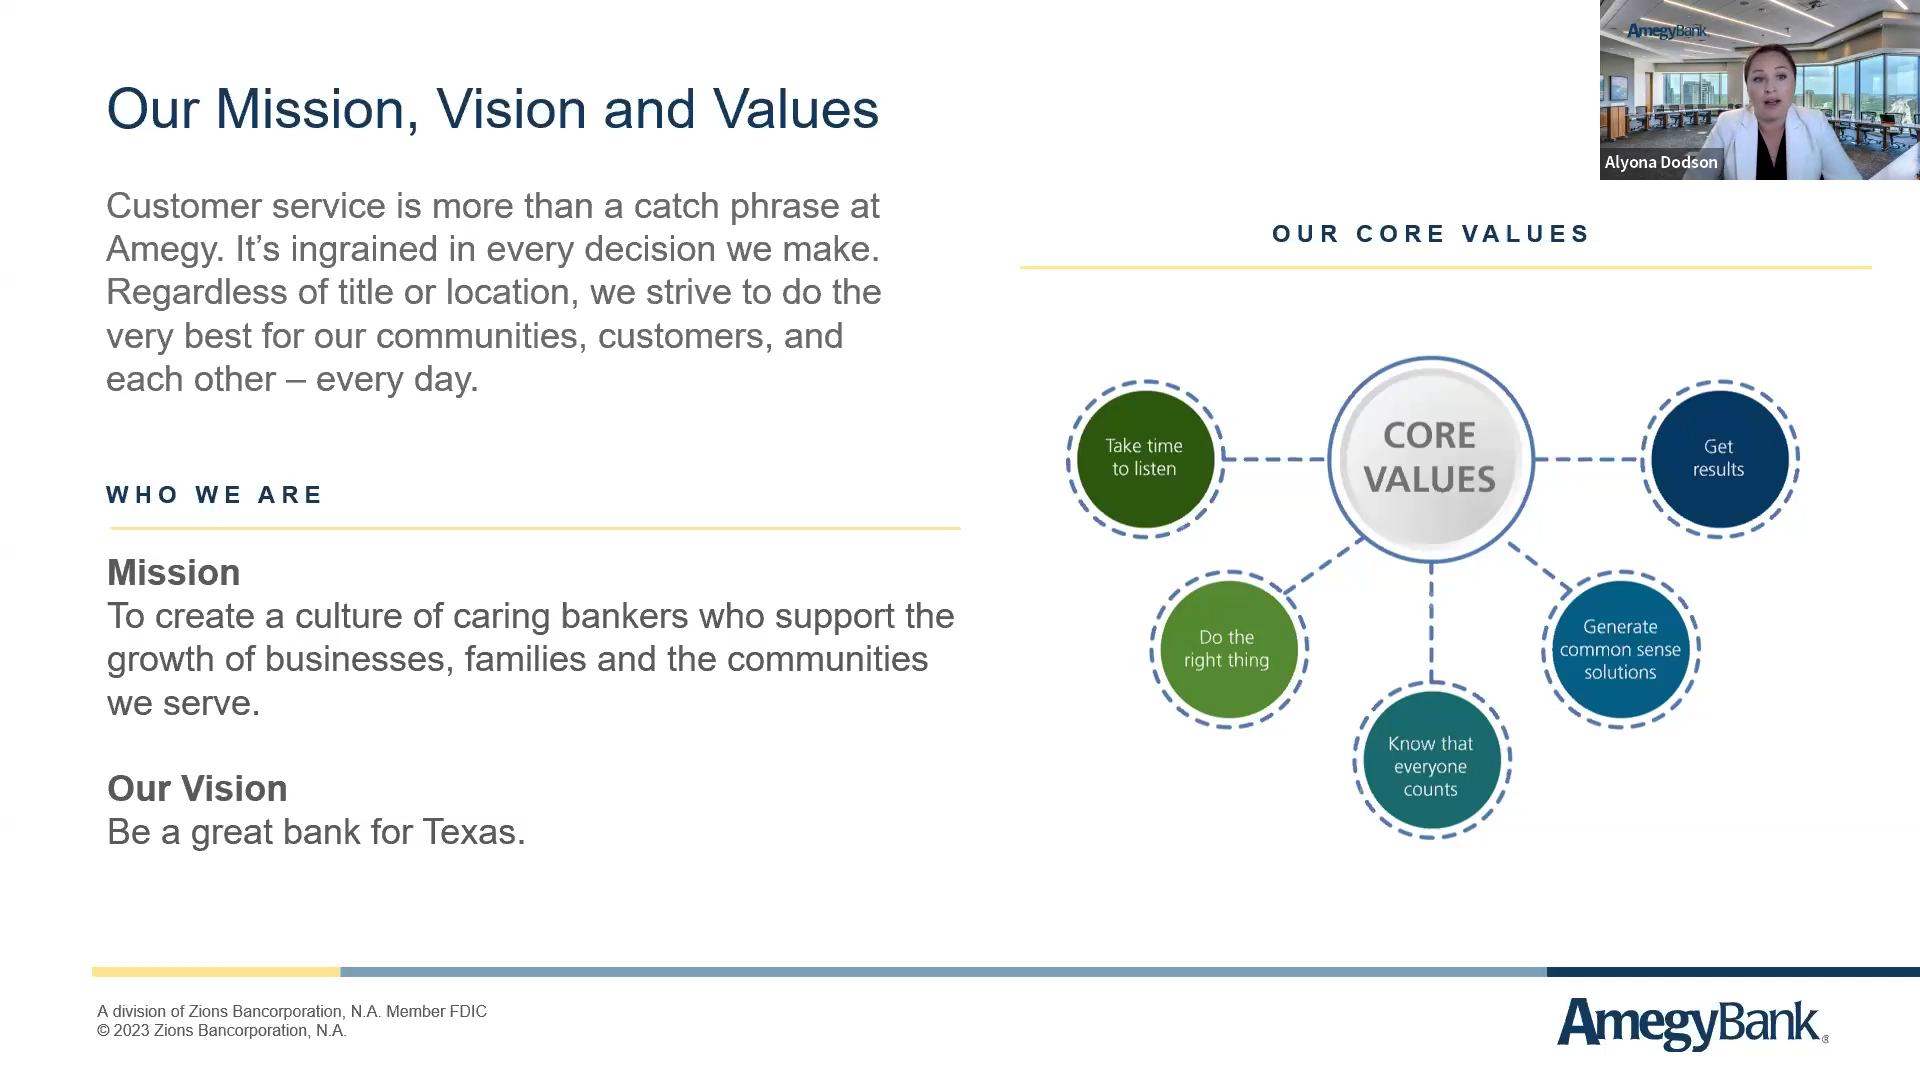 Our Mission, Vision and Values
Customer service is more than a catch phrase at
Amegy. It’s ingrained in every decision we make.
Regardless of title or location, we strive to do the
very best for our communities, customers, and
each other – every day.
WHO WE ARE
Mission
To create a culture of caring bankers who support the
growth of businesses, families and the communities
we serve.
Our Vision
Be a great bank for Texas.
AmegyBank
Alyona Dodson
OUR CORE VALUES
CORE
VALUES
Take time
to listen
Do the
right thing
Know that
everyone
counts
Generate
common sense
solutions
Get
results
A division of Zions Bancorporation, N.A. Member FDIC
© 2023 Zions Bancorporation, N.A.
AmegyBank®